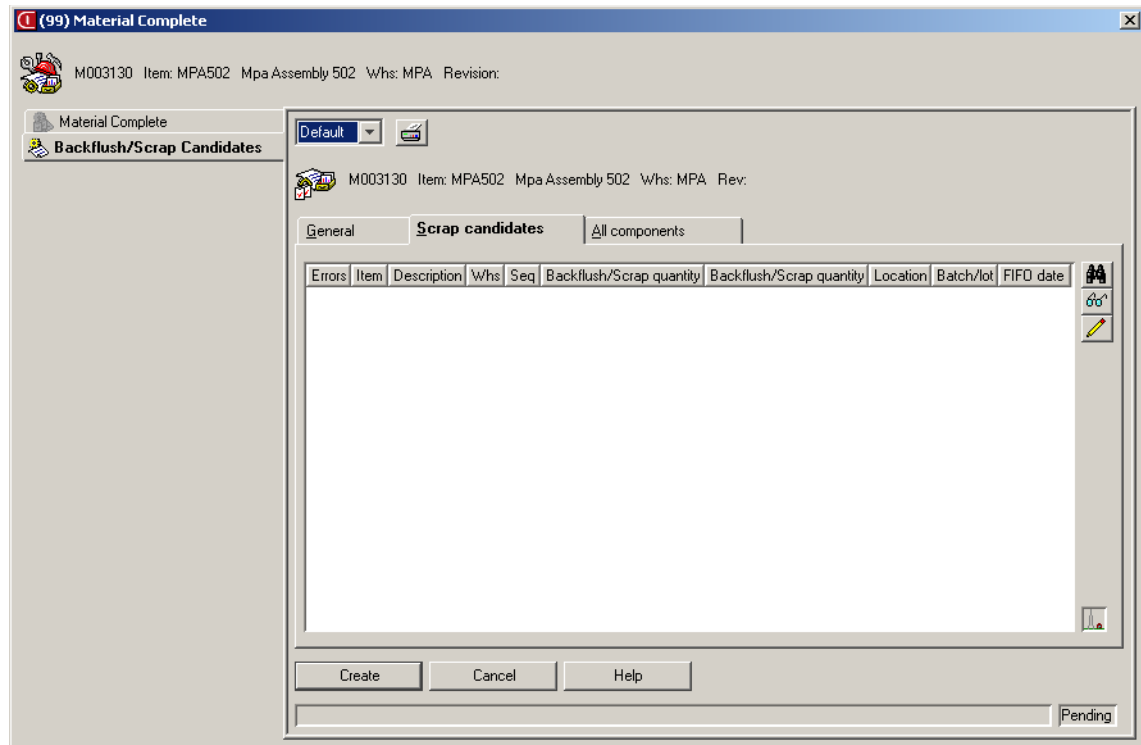 (99) Material Complete
M003130 Item: MPA502 Mpa Assembly 502 Whs: MPA Revision:
Material Complete
Backflush/Scrap Candidates
Default
M003130 Item: MPA502 Mpa Assembly 502 Whs: MPA Rev:
General Scrap candidates All components
Errors Item Description Whs Seq Backflush/Scrap quantity Backflush/Scrap quantity Location Batch/lot FIFO date
Create Cancel Help
Pending